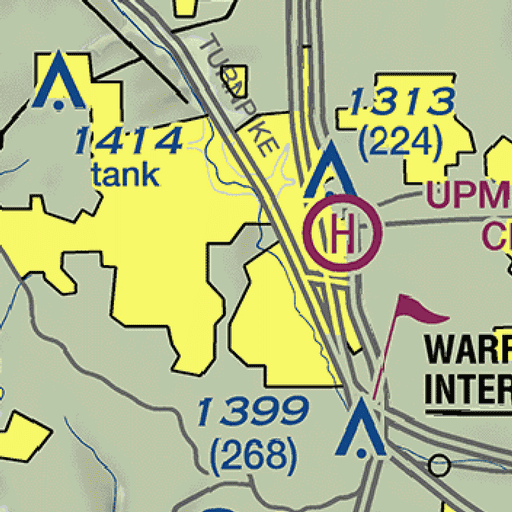 TURNPIKE
1313
(224)
1414
tank
UPM
H
WARR
INTER
1399
(268)